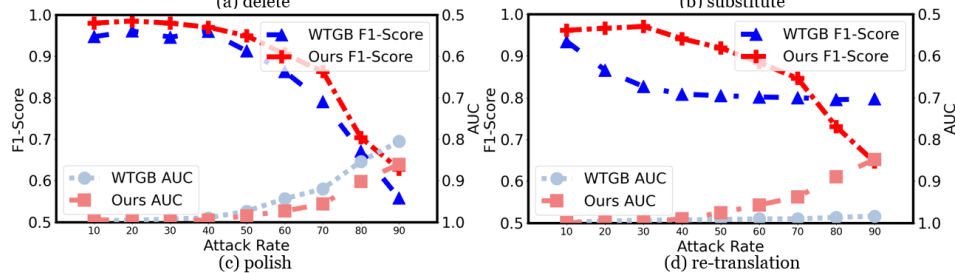 (a) delete
(b) substitute
1.0
0.9
0.8
0.7
0.6
0.5
F1-Score
WTGB F1-Score
Ours F1-Score
WTGB AUC
Ours AUC
0.5
0.6
0.7
0.8
0.9
1.0
AUC
10 20 30 40 50 60 70 80 90
Attack Rate
(c) polish
1.0
0.9
0.8
0.7
0.6
0.5
F1-Score
WTGB F1-Score
Ours F1-Score
WTGB AUC
Ours AUC
0.5
0.6
0.7
0.8
0.9
1.0
AUC
10 20 30 40 50 60 70 80 90
Attack Rate
(d) re-translation